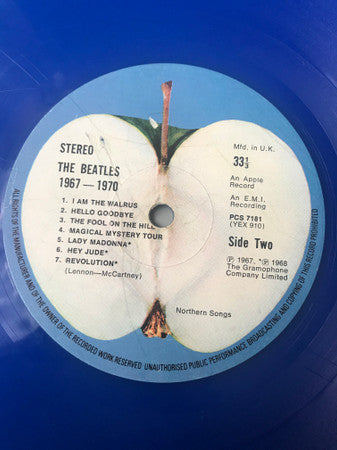 STEREO
THE BEATLES
1967—1970
1. I AM THE WALRUS
2. HELLO GOODBYE
3. THE FOOL ON THE HILL
4. MAGICAL MYSTERY TOUR
5. LADY MADONNA*
6. HEY JUDE*
7. REVOLUTION*
(Lennon—McCartney)
Mfd. in U.K.
33⅓
An Apple
Record
An E.M.I.
Recording
PCS 7181
(YEX 910)
Side Two
℗ 1967, *℗ 1968
The Gramophone
Company Limited
Northern Songs
ALL RIGHTS OF THE MANUFACTURER AND OF THE OWNER OF THE RECORDED WORK RESERVED UNAUTHORISED PUBLIC PERFORMANCE BROADCASTING AND COPYING OF THIS RECORD PROHIBITED